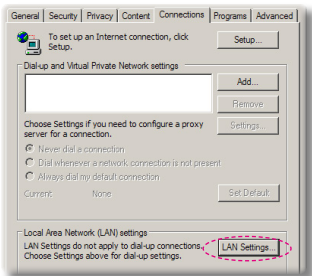 General Security Privacy Content Connections Programs Advanced
To set up an Internet connection, click Setup... 
Setup.
Dial-up and Virtual Private Network settings
Add...
Remove
Choose Settings if you need to configure a proxy Settings...
server for a connection.
Never dial a connection
Dial whenever a network connection is not present
Always dial my default connection
Current: None Set Default
Local Area Network (LAN) settings
LAN Settings do not apply to dial-up connections. LAN Settings...
Choose Settings above for dial-up settings.